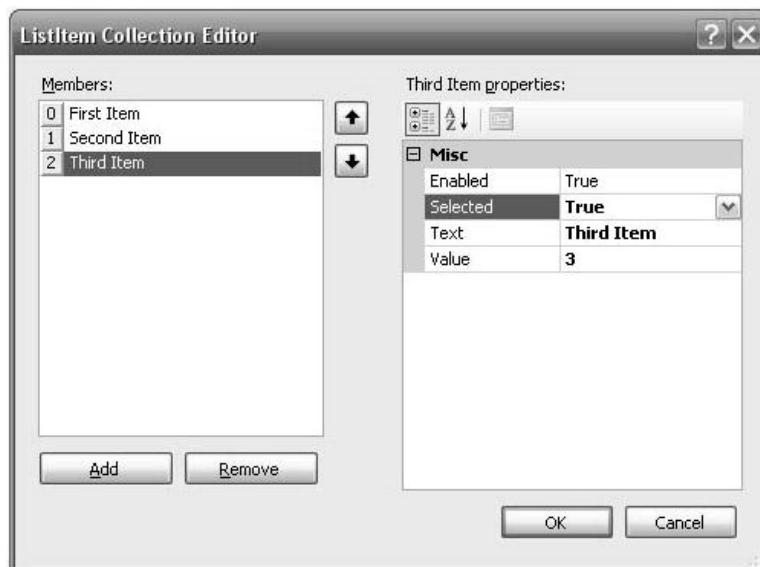 ListItem Collection Editor
Members:
0 First Item
1 Second Item
2 Third Item
Add
Remove
Third Item properties:
A
Z
Misc
Enabled True
Selected True
Text Third Item
Value 3
OK
Cancel